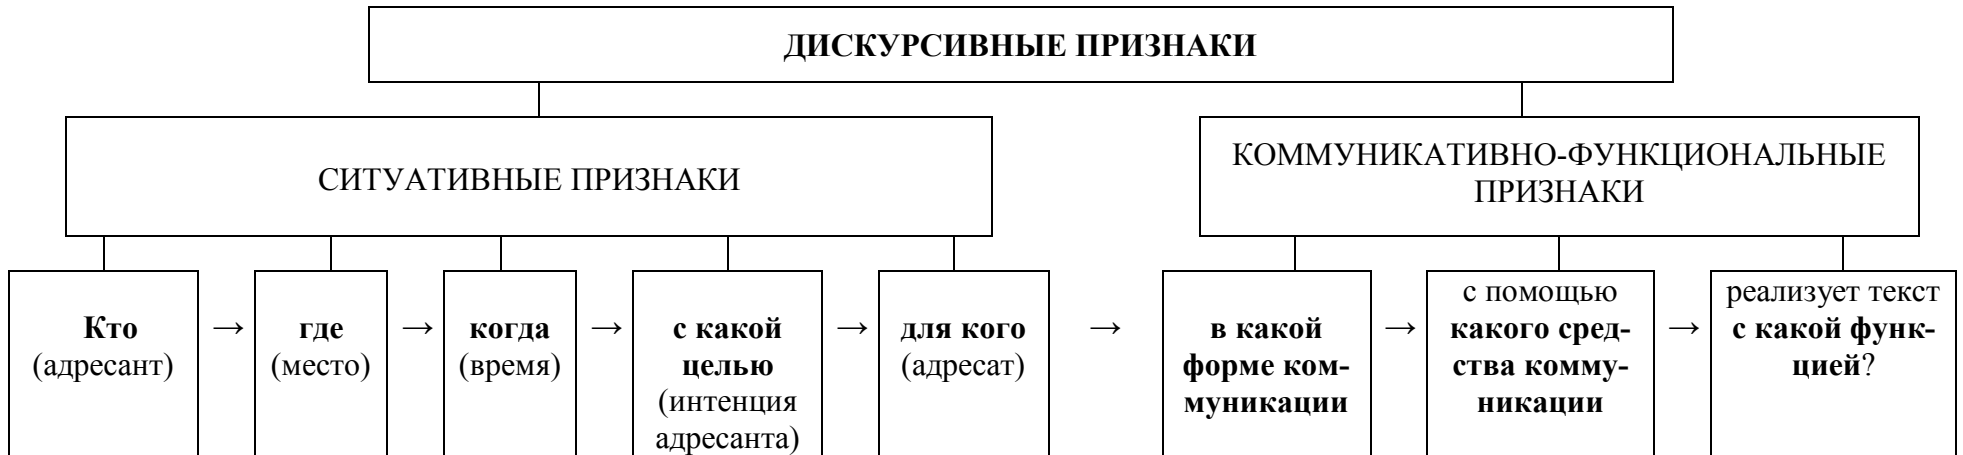 ДИСКУРСИВНЫЕ ПРИЗНАКИ
СИТУАТИВНЫЕ ПРИЗНАКИ
КОММУНИКАТИВНО-ФУНКЦИОНАЛЬНЫЕ
ПРИЗНАКИ
Кто
(адресант)
→
где
(место)
→
когда
(время)
→
с какой
целью
(интенция
адресанта)
→
для кого
(адресат)
→
в какой
форме ком-
муникации
→
с помощью
какого сред-
ства комму-
никации
→
реализует текст
с какой функ-
цией?